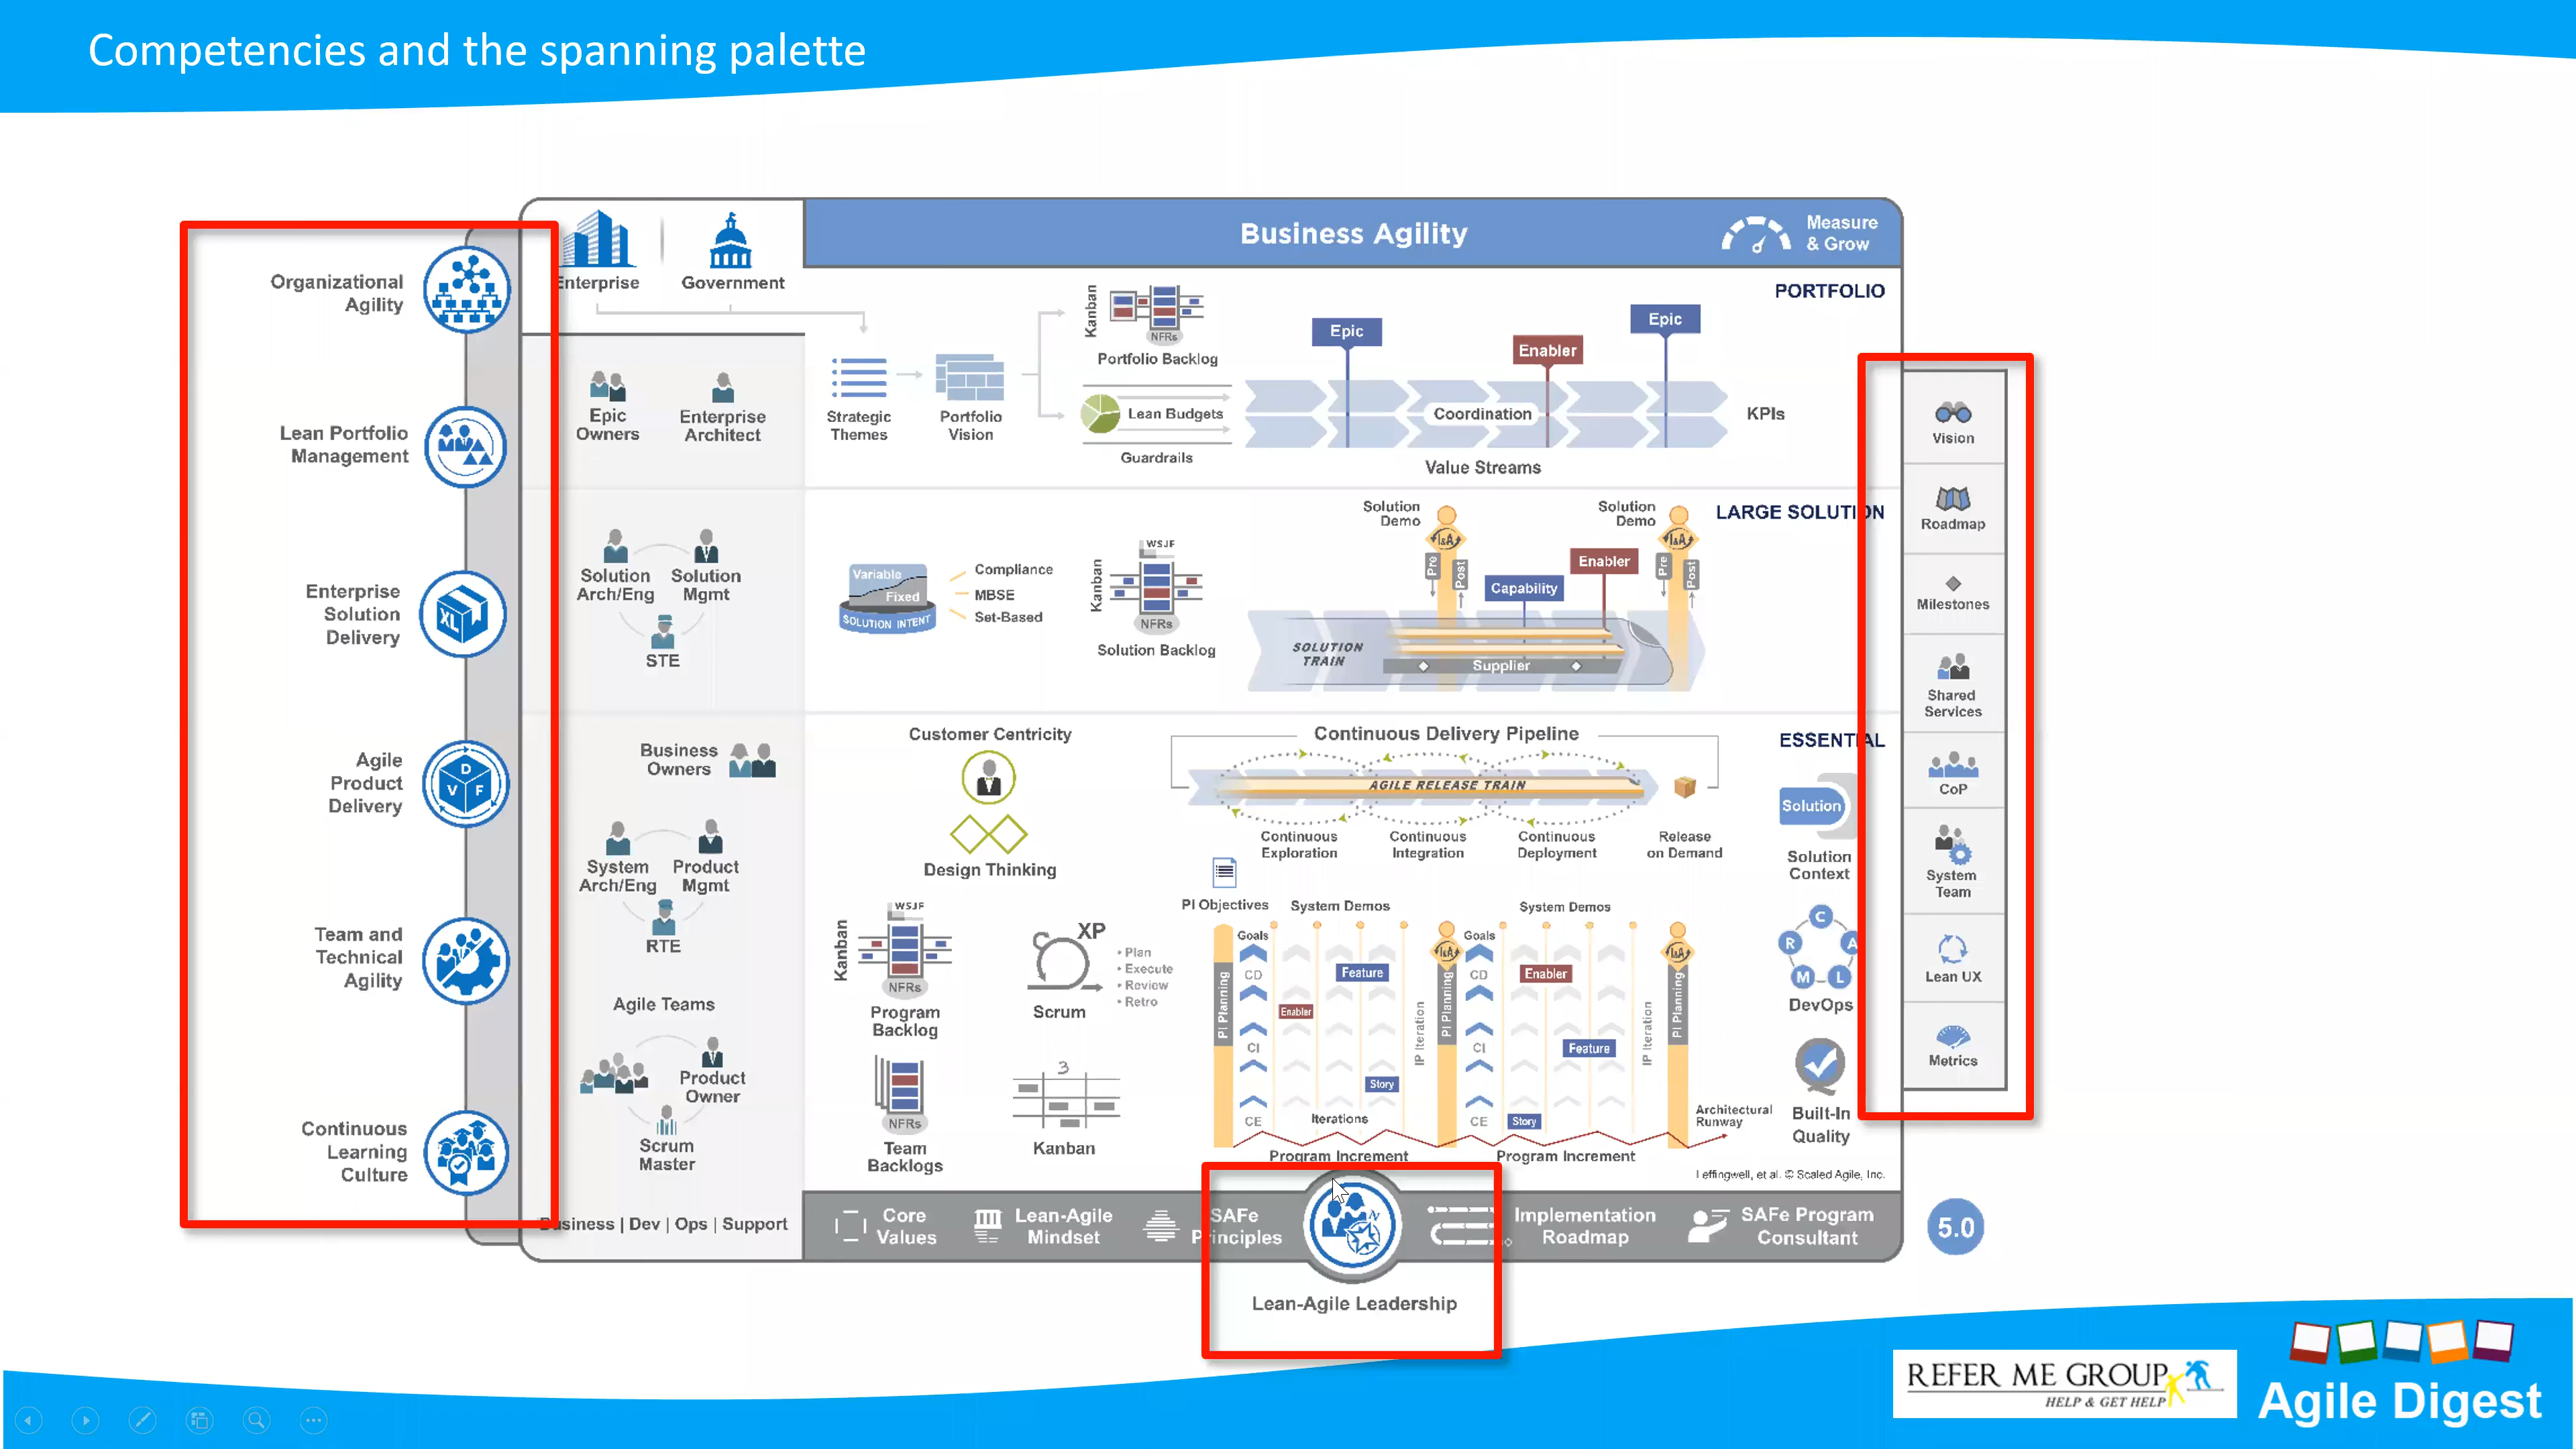 Competencies and the spanning palette
Organizational
Agility
Lean Portfolio
Management
Enterprise
Solution
Delivery
Agile
Product
Delivery
D
V F
Team and
Technical
Agility
Continuous
Learning
Culture
XL
Enterprise
Government
Business Agility
Measure
& Grow
PORTFOLIO
Epic
Owners
Enterprise
Architect
Strategic
Themes
Portfolio
Vision
Kanban
NFRs
Portfolio Backlog
Lean Budgets
Guardrails
Epic
Enabler
Epic
Coordination
KPIs
Value Streams
LARGE SOLUTION
Solution
Arch/Eng
Solution
Mgmt
STE
Variable
Fixed
SOLUTION INTENT
Compliance
MBSE
Set-Based
Kanban
WSJF
NFRs
Solution Backlog
Solution
Demo
I&A
Pre
Post
Capability
Enabler
Solution
Demo
I&A
Pre
Post
SOLUTION
TRAIN
Supplier
ESSENTIAL
Business
Owners
System
Arch/Eng
Product
Mgmt
RTE
Agile Teams
Product
Owner
Scrum
Master
Business | Dev | Ops | Support
Customer Centricity
Design Thinking
Kanban
WSJF
NFRs
Program
Backlog
XP
Scrum
• Plan
• Execute
• Review
• Retro
NFRs
Team
Backlogs
3
Kanban
Continuous Delivery Pipeline
AGILE RELEASE TRAIN
Continuous
Exploration
Continuous
Integration
Continuous
Deployment
Release
on Demand
PI Objectives
System Demos
System Demos
PI Planning
Goals
CD
CI
CE
Enabler
Feature
Story
Iterations
IP Iteration
I&A
PI Planning
Goals
CD
CI
CE
Enabler
Feature
Story
IP Iteration
I&A
PI Planning
Architectural
Runway
Program Increment
Program Increment
Solution
Solution
Context
C
R A
M L
DevOps
Built-In
Quality
Leffingwell, et al. © Scaled Agile, Inc.
Core
Values
Lean-Agile
Mindset
SAFe
Principles
N
Implementation
Roadmap
SAFe Program
Consultant
Lean-Agile Leadership
Vision
Roadmap
Milestones
Shared
Services
CoP
System
Team
Lean UX
Metrics
5.0
REFER ME GROUP
HELP & GET HELP
Agile Digest